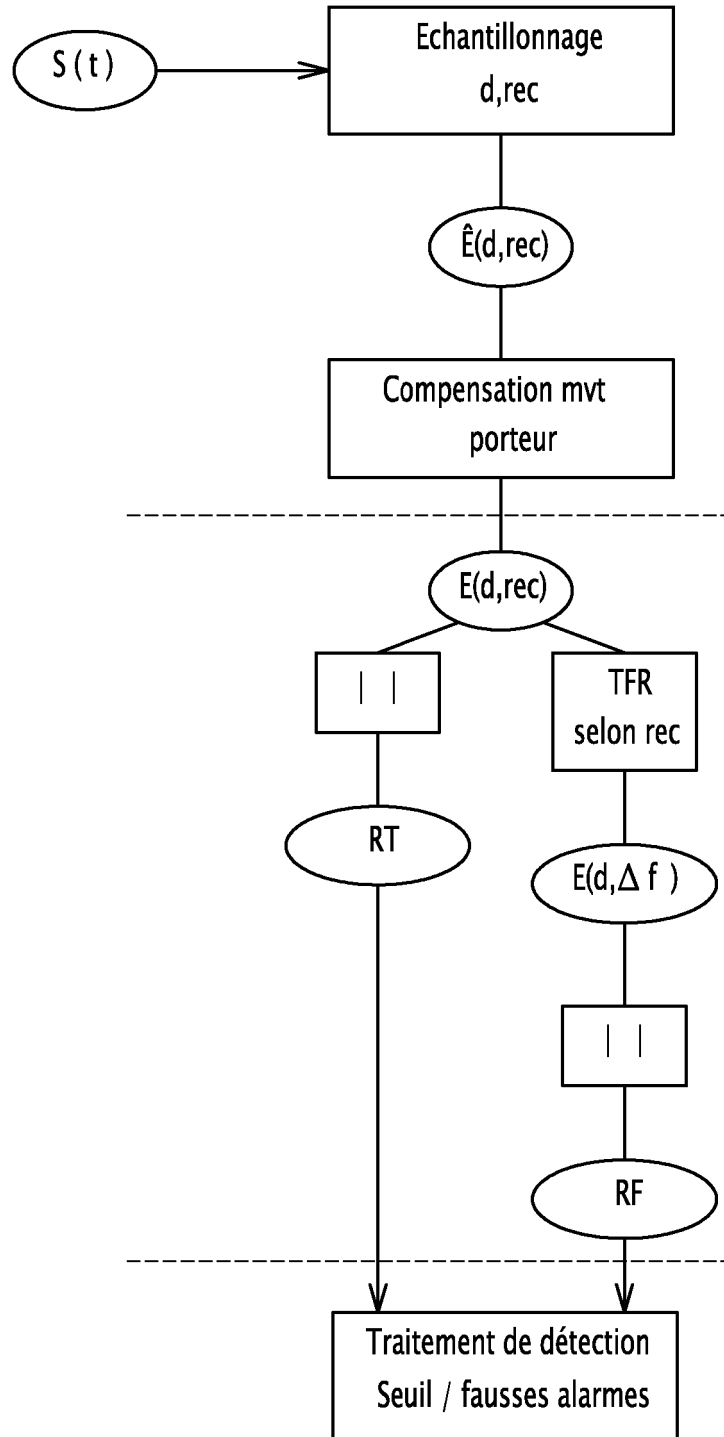 S ( t )
Echantillonnage
d,rec
Ê(d,rec)
Compensation mvt
porteur
E(d,rec)
| |
TFR
selon rec
RT
E(d,Δ f )
| |
RF
Traitement de détection
Seuil / fausses alarmes